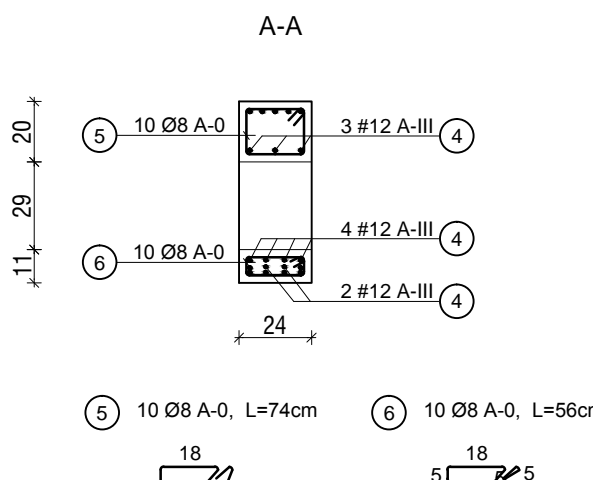 A-A
20
5
10 Ø8 A-0
3 #12 A-III
4
29
4 #12 A-III
4
11
6
10 Ø8 A-0
2 #12 A-III
4
24
5 10 Ø8 A-0, L=74cm
6 10 Ø8 A-0, L=56cm
18
18
5
5